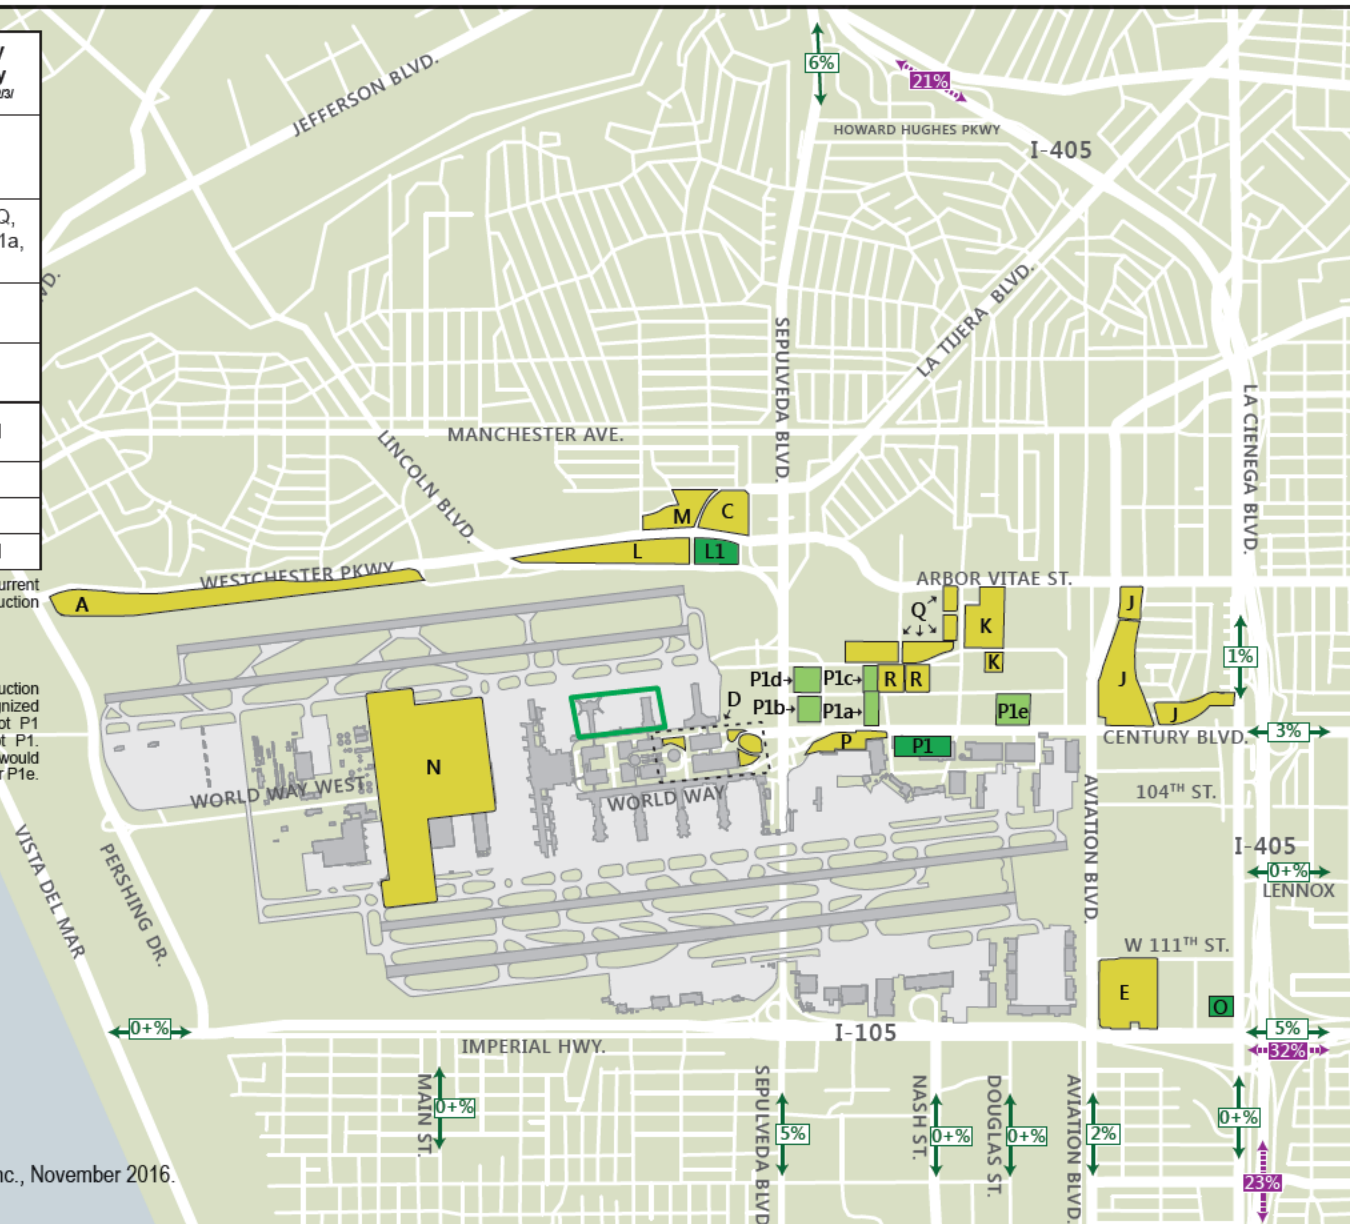 y
y
Q,
1a,
urrent
uction
uction
gnized
ot P1
t P1.
would
r P1e.
VD.
JEFFERSON BLVD.
6%
21%
HOWARD HUGHES PKWY
I-405
LA TIJERA BLVD.
SEPULVEDA BLVD.
MANCHESTER AVE.
LINCOLN BLVD.
LA CIENEGA BLVD.
M
C
L
L1
WESTCHESTER PKWY
A
ARBOR VITAE ST.
Q
K
K
J
J
J
1%
P1d
P1c
R
R
D
P1b
P1a
P1e
P
P1
CENTURY BLVD.
3%
N
WORLD WAY WEST
WORLD WAY
104TH ST.
AVIATION BLVD.
I-405
0+%
LENNOX
VISTA DEL MAR
PERSHING DR.
W 111TH ST.
E
O
0+%
I-105
5%
32%
IMPERIAL HWY.
MAIN ST.
0+%
SEPULVEDA BLVD
5%
NASH ST.
0+%
DOUGLAS ST.
0+%
AVIATION BLVD.
2%
0+%
23%
nc., November 2016.